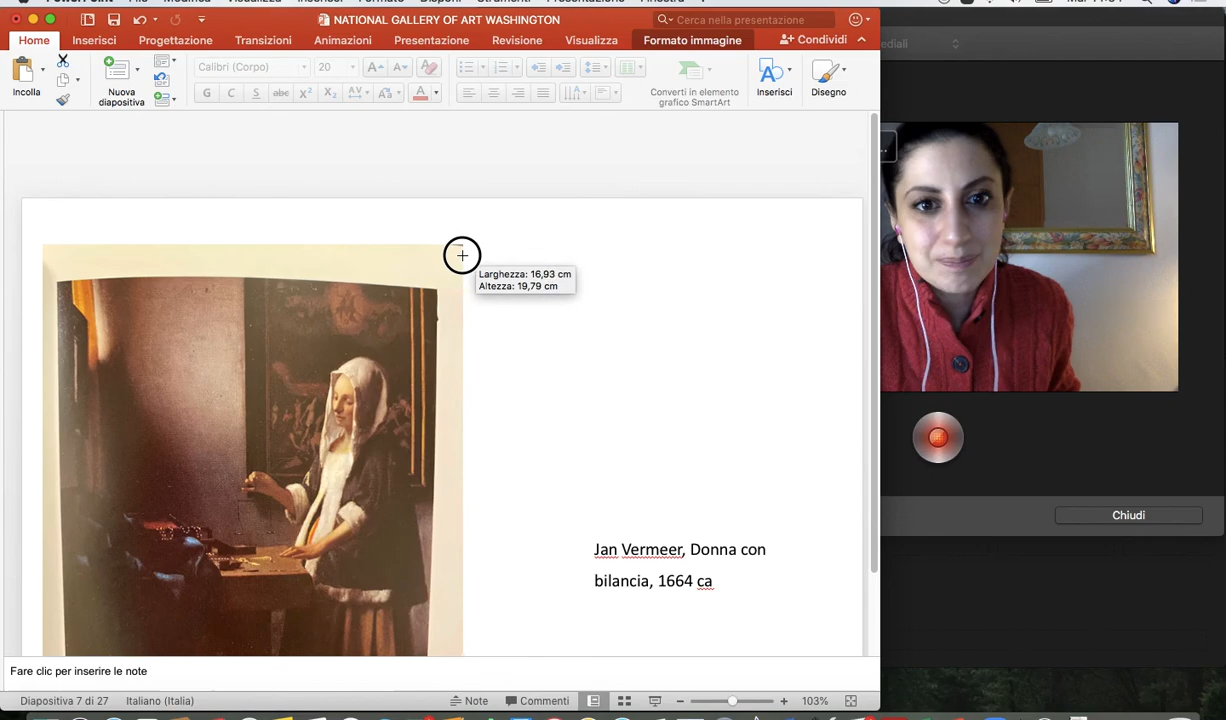 NATIONAL GALLERY OF ART WASHINGTON
Cerca nella presentazione
Home Inserisci Progettazione Transizioni Animazioni Presentazione Revisione Visualizza Formato immagine Condividi
Calibri (Corpo) 20
Incolla
Nuova
diapositiva
G C S abc
Converti in elemento
grafico SmartArt
Inserisci
Disegno
Larghezza: 16,93 cm
Altezza: 19,79 cm
Jan Vermeer, Donna con
bilancia, 1664 ca
Chiudi
Fare clic per inserire le note
Diapositiva 7 di 27 Italiano (Italia) Note Commenti 103%